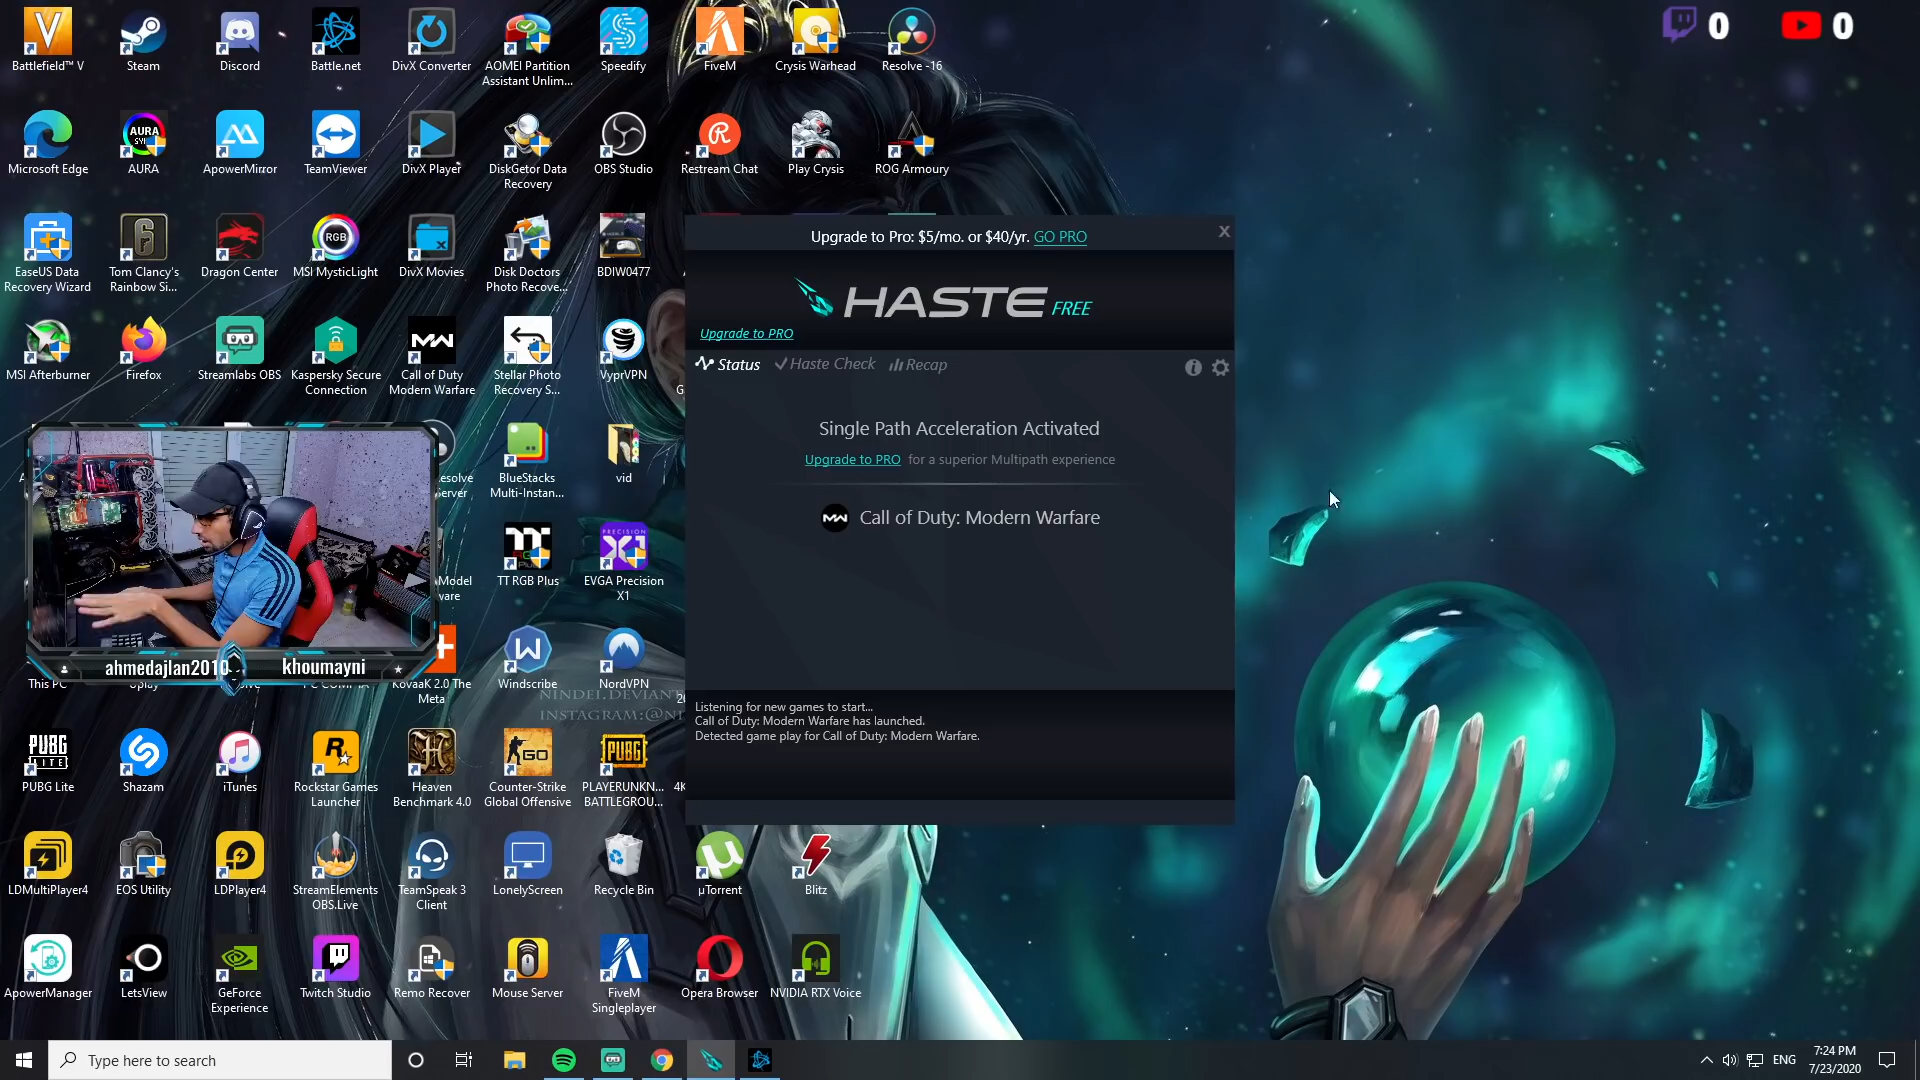 0
0
Battlefield™ V
Steam
Discord
Battle.net
DivX Converter
AOMEI Partition
Assistant Unlim...
Speedify
FiveM
Crysis Warhead
Resolve -16
AURA
Microsoft Edge
AURA
ApowerMirror
TeamViewer
DivX Player
DiskGetor Data
Recovery
OBS Studio
Restream Chat
Play Crysis
ROG Armoury
RGB
EaseUS Data
Recovery Wizard
Tom Clancy's
Rainbow Si...
Dragon Center
MSI MysticLight
DivX Movies
Disk Doctors
Photo Recove...
BDIW0477
MSI Afterburner
Firefox
Streamlabs OBS
Kaspersky Secure
Connection
Call of Duty
Modern Warfare
Stellar Photo
Recovery S...
VyprVPN
BlueStacks
Multi-Instan...
vid
TT RGB Plus
PRECISION
EVGA Precision
X1
ahmedajlan2010
khoumayni
This PC
KovaaK 2.0 The
Meta
Windscribe
NordVPN
PUBG
LITE
PUBG Lite
Shazam
iTunes
Rockstar Games
Launcher
Heaven
Benchmark 4.0
GO
Counter-Strike
Global Offensive
PUBG
PLAYERUNKN...
BATTLEGROU...
LDMultiPlayer4
EOS Utility
LDPlayer4
StreamElements
OBS.Live
TeamSpeak 3
Client
LonelyScreen
Recycle Bin
µTorrent
Blitz
ApowerManager
LetsView
GeForce
Experience
Twitch Studio
Remo Recover
Mouse Server
FiveM
Singleplayer
Opera Browser
NVIDIA RTX Voice
Upgrade to Pro: $5/mo. or $40/yr. GO PRO
X
HASTE FREE
Upgrade to PRO
Status Haste Check Recap
Single Path Acceleration Activated
Upgrade to PRO for a superior Multipath experience
Call of Duty: Modern Warfare
Listening for new games to start...
Call of Duty: Modern Warfare has launched.
Detected game play for Call of Duty: Modern Warfare.
Type here to search
ENG
7:24 PM
7/23/2020